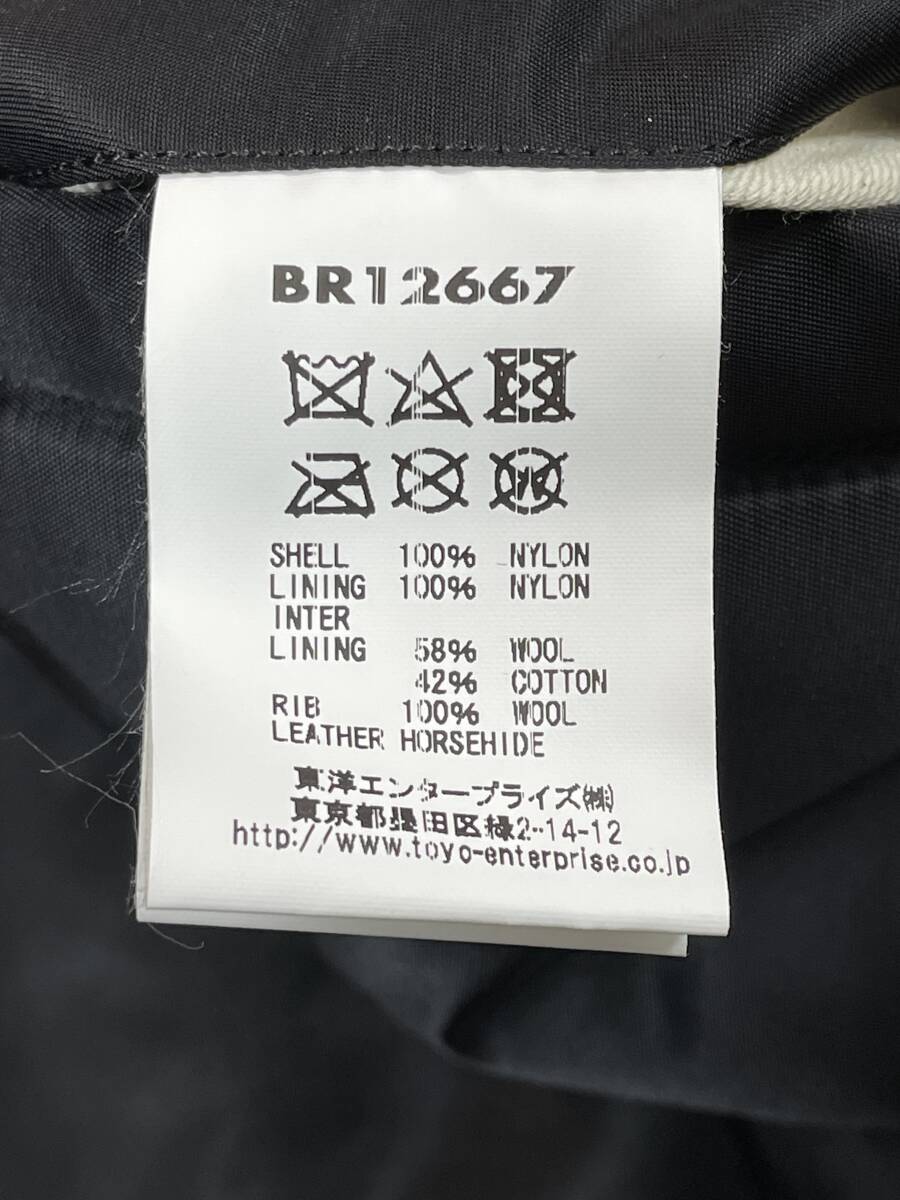 BR12667
SHELL 100% NYLON
LINING 100% NYLON
INTER
LINING 58% WOOL
42% COTTON
RIB 100% WOOL
LEATHER HORSEHIDE
東洋エンタープライズ㈱
東京都墨田区緑2-14-12
http://www.toyo-enterprise.co.jp